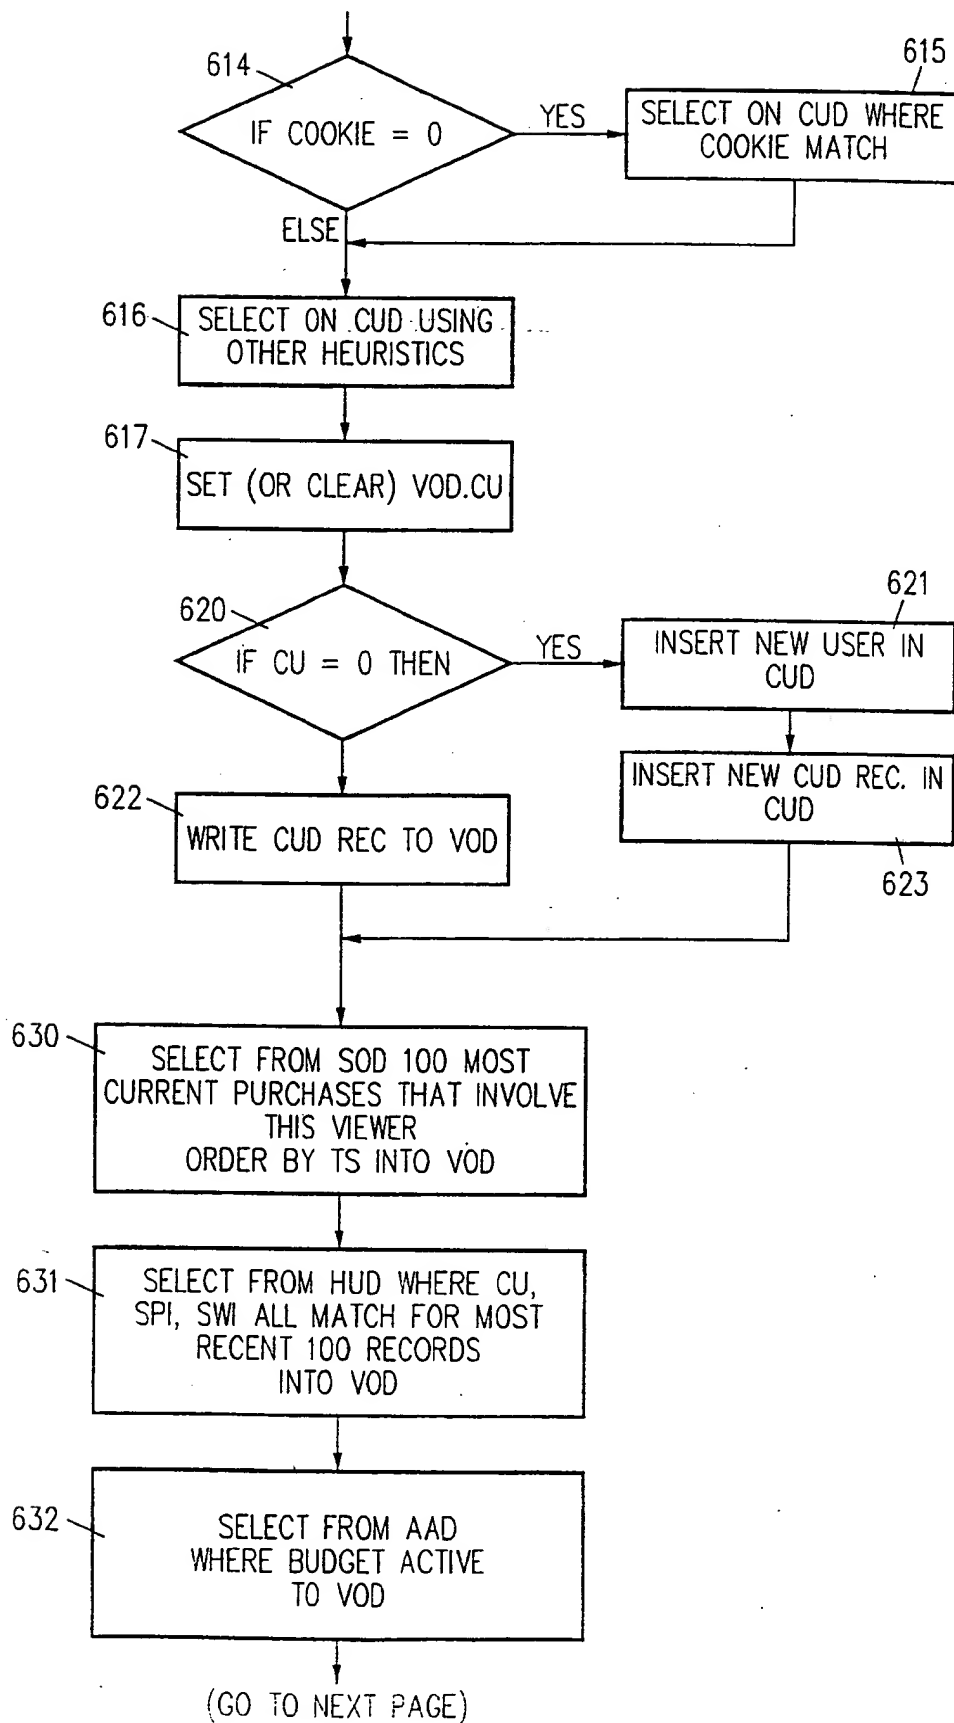 614
IF COOKIE = 0
YES
615
SELECT ON CUD WHERE
COOKIE MATCH
ELSE
616
SELECT ON CUD USING
OTHER HEURISTICS
617
SET (OR CLEAR) VOD.CU
620
IF CU = 0 THEN
YES
621
INSERT NEW USER IN
CUD
622
WRITE CUD REC TO VOD
INSERT NEW CUD REC. IN
CUD
623
630
SELECT FROM SOD 100 MOST
CURRENT PURCHASES THAT INVOLVE
THIS VIEWER
ORDER BY TS INTO VOD
631
SELECT FROM HUD WHERE CU,
SPI, SWI ALL MATCH FOR MOST
RECENT 100 RECORDS
INTO VOD
632
SELECT FROM AAD
WHERE BUDGET ACTIVE
TO VOD
(GO TO NEXT PAGE)